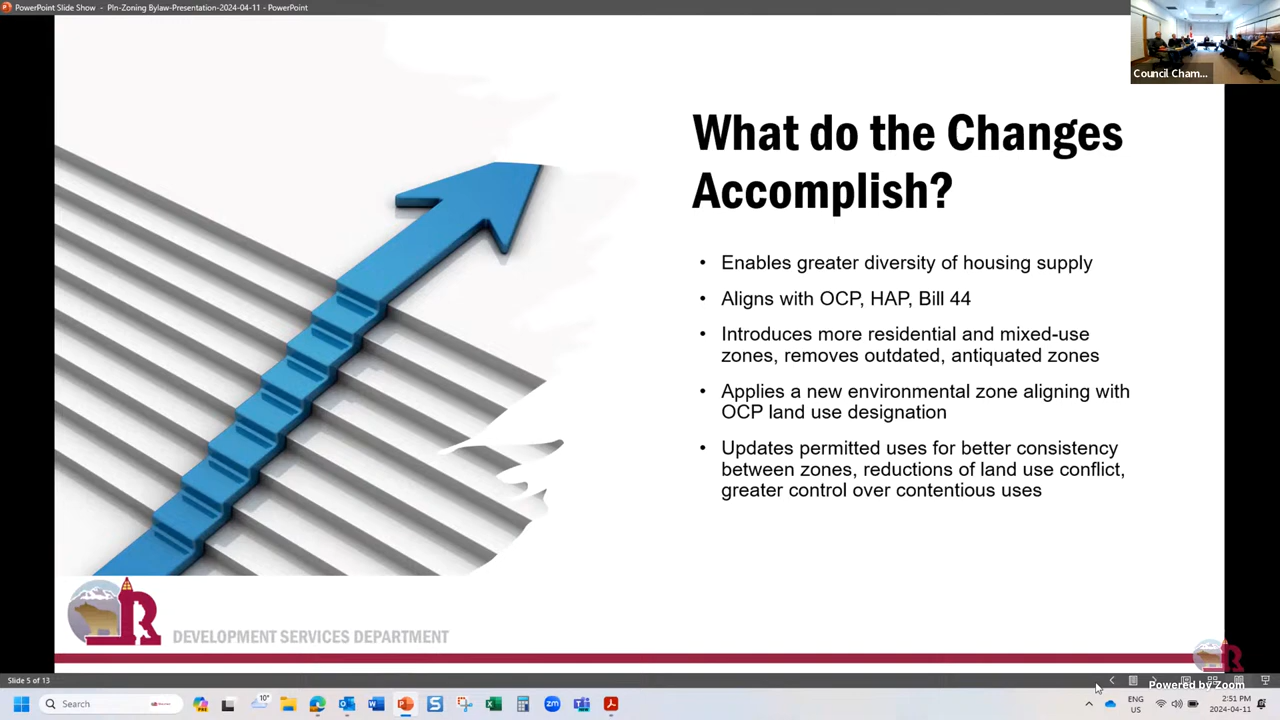 PowerPoint Slide Show - Pln-Zoning Bylaw-Presentation-2024-04-11 - PowerPoint
Council Cham...
What do the Changes
Accomplish?
• Enables greater diversity of housing supply
• Aligns with OCP, HAP, Bill 44
• Introduces more residential and mixed-use
zones, removes outdated, antiquated zones
• Applies a new environmental zone aligning with
OCP land use designation
• Updates permitted uses for better consistency
between zones, reductions of land use conflict,
greater control over contentious uses
R
DEVELOPMENT SERVICES DEPARTMENT
Slide 5 of 13
Powered by Zoom
Search
10°
ENG
US
2:51 PM
2024-04-11